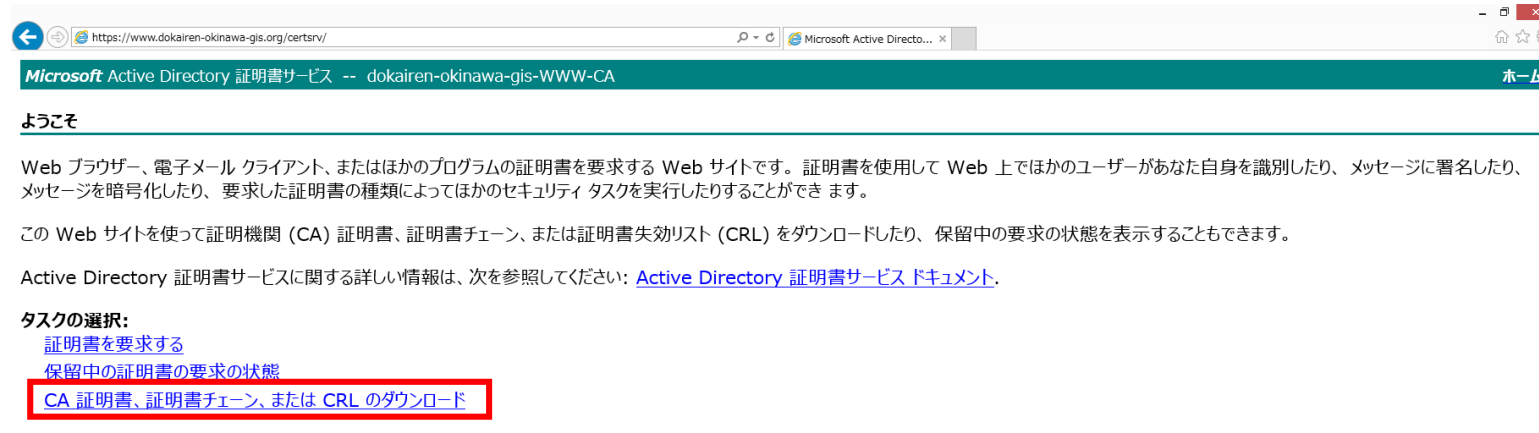 https://www.dokairen-okinawa-gis.org/certsrv/
Microsoft Active Directo...
Microsoft Active Directory 証明書サービス -- dokairen-okinawa-gis-WWW-CA
ホーム
ようこそ
Web ブラウザー、電子メール クライアント、またはほかのプログラムの証明書を要求する Web サイトです。証明書を使用して Web 上でほかのユーザーがあなた自身を識別したり、メッセージに署名したり、
メッセージを暗号化したり、要求した証明書の種類によってほかのセキュリティ タスクを実行したりすることができ ます。
この Web サイトを使って証明機関 (CA) 証明書、証明書チェーン、または証明書失効リスト (CRL) をダウンロードしたり、保留中の要求の状態を表示することもできます。
Active Directory 証明書サービスに関する詳しい情報は、次を参照してください: Active Directory 証明書サービス ドキュメント.
タスクの選択:
証明書を要求する
保留中の証明書の要求の状態
CA 証明書、証明書チェーン、または CRL のダウンロード